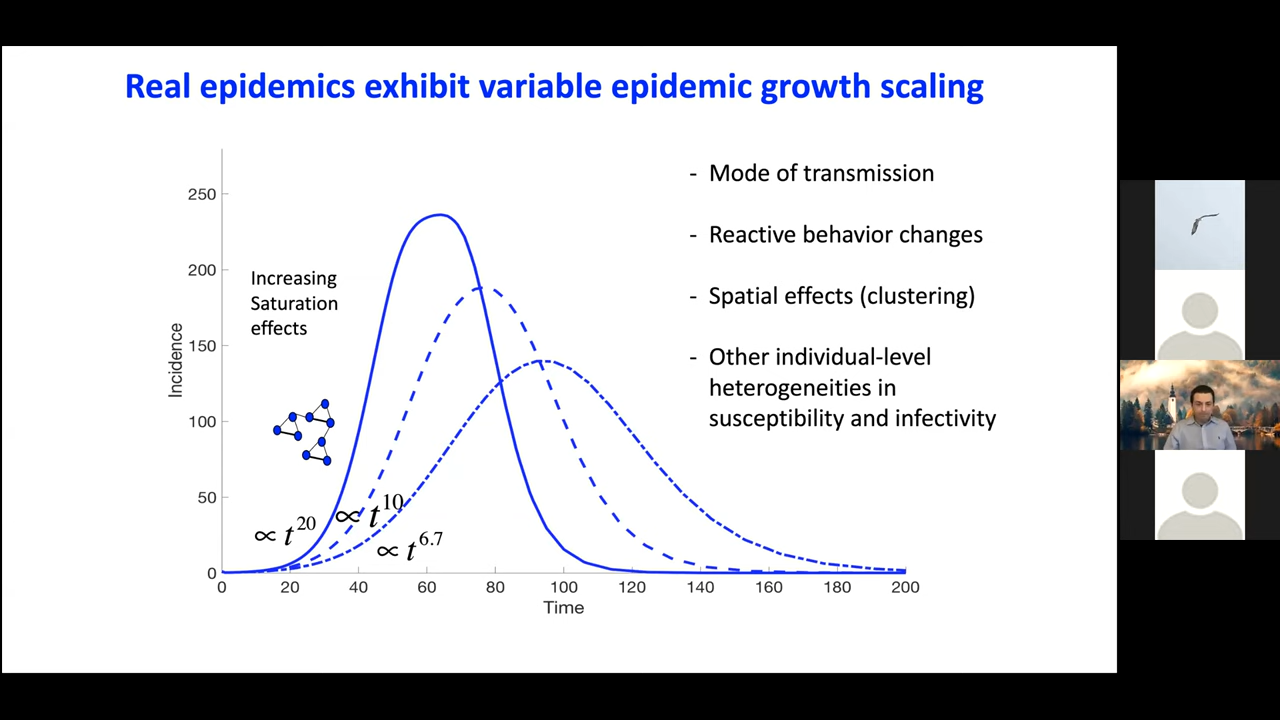 Real epidemics exhibit variable epidemic growth scaling
- Mode of transmission
- Reactive behavior changes
- Spatial effects (clustering)
- Other individual-level
heterogeneities in
susceptibility and infectivity
Increasing
Saturation
effects
Incidence
250
200
150
100
50
0
∝ t^20
∝ t^10
∝ t^6.7
0 20 40 60 80 100 120 140 160 180 200
Time